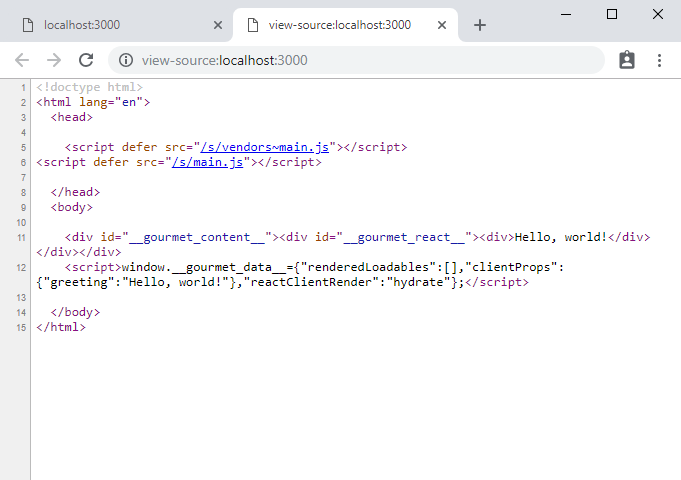 localhost:3000
view-source:localhost:3000
view-source:localhost:3000
1 <!doctype html>
2 <html lang="en">
3   <head>
4
5     <script defer src="/s/vendors~main.js"></script>
6 <script defer src="/s/main.js"></script>
7
8   </head>
9   <body>
10
11     <div id="__gourmet_content__"><div id="__gourmet_react__"><div>Hello, world!</div>
</div></div>
12     <script>window.__gourmet_data__={"renderedLoadables":[],"clientProps":
{"greeting":"Hello, world!"},"reactClientRender":"hydrate"};</script>
13
14   </body>
15 </html>